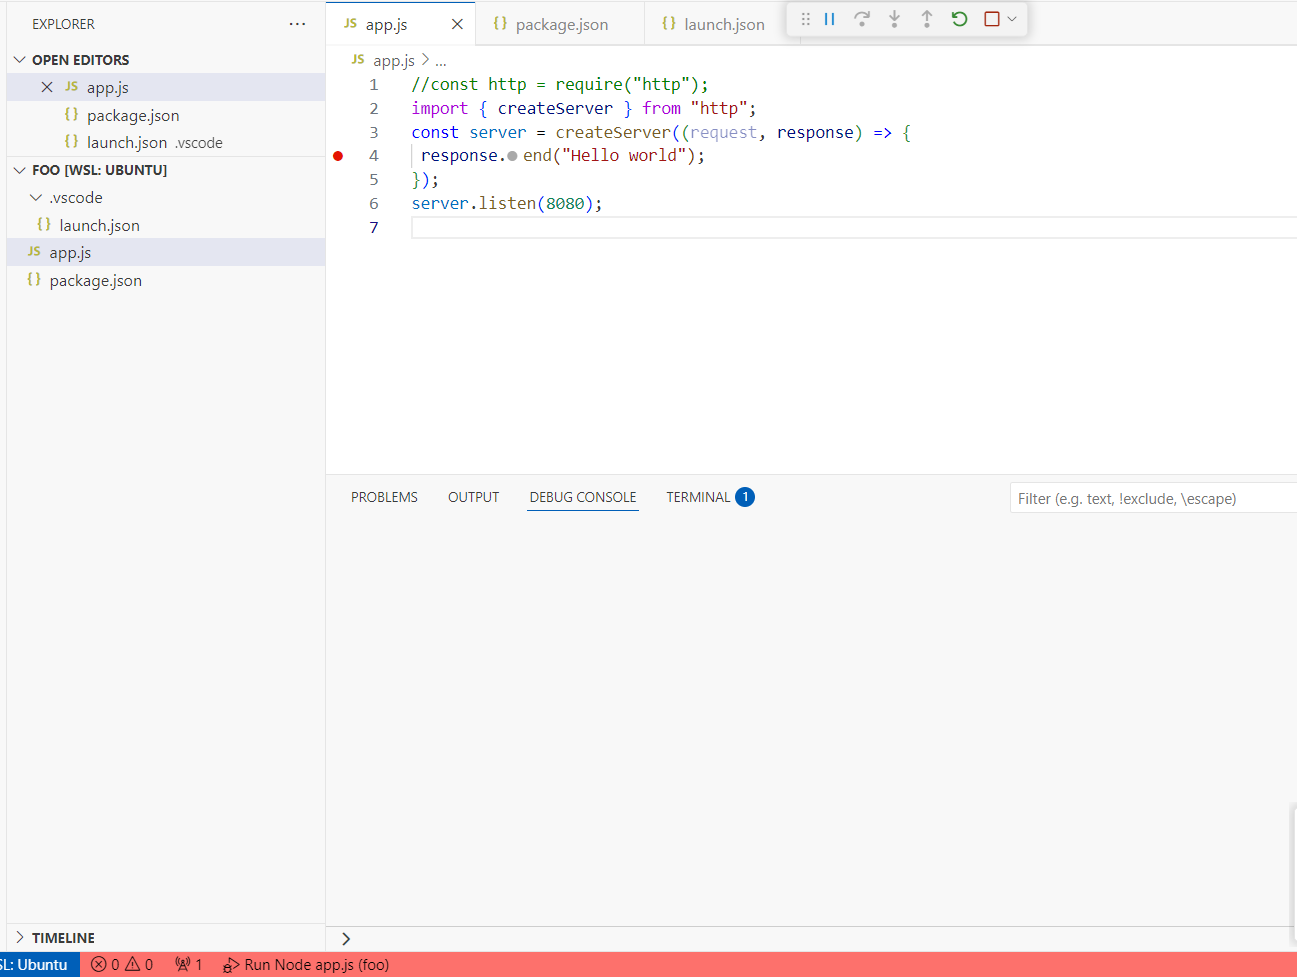 EXPLORER
OPEN EDITORS
JS app.js
{} package.json
{} launch.json .vscode
FOO [WSL: UBUNTU]
.vscode
{} launch.json
JS app.js
{} package.json
TIMELINE
JS app.js
{} package.json
{} launch.json
JS app.js > ...
1 //const http = require("http");
2 import { createServer } from "http";
3 const server = createServer((request, response) => {
4 response.end("Hello world");
5 });
6 server.listen(8080);
7
PROBLEMS OUTPUT DEBUG CONSOLE TERMINAL 1
Filter (e.g. text, !exclude, \escape)
>
SL: Ubuntu 0 0 1 Run Node app.js (foo)